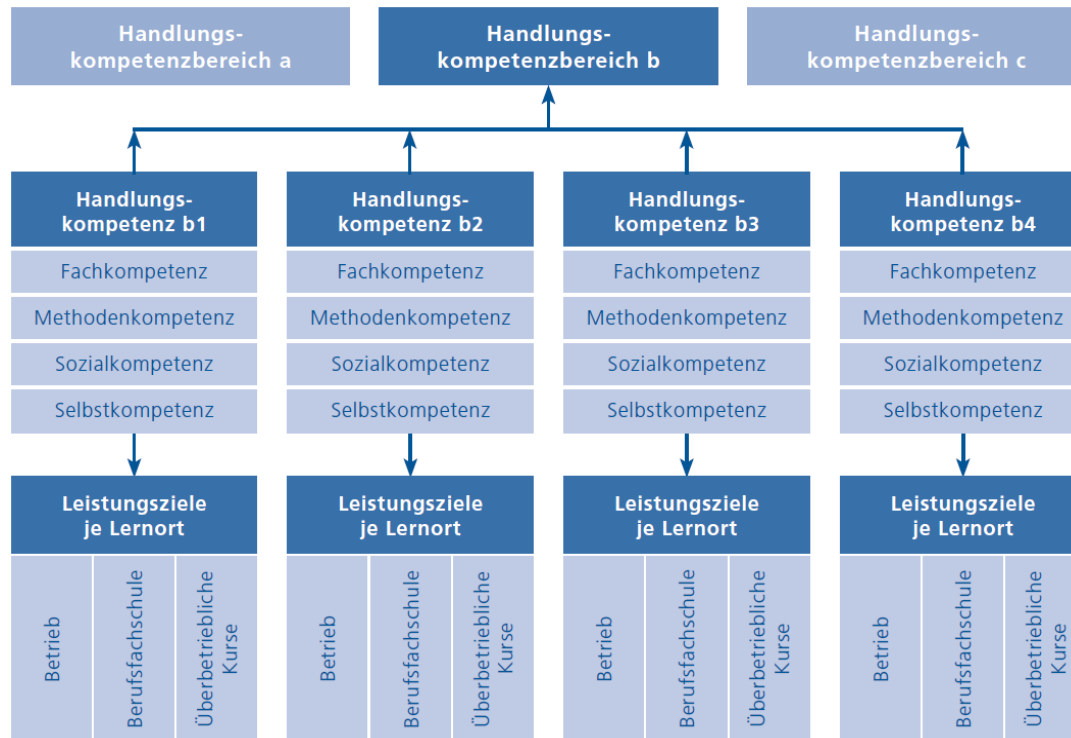 Handlungs-
kompetenzbereich a
Handlungs-
kompetenzbereich b
Handlungs-
kompetenzbereich c
Handlungs-
kompetenz b1
Fachkompetenz
Methodenkompetenz
Sozialkompetenz
Selbstkompetenz
Leistungsziele
je Lernort
Betrieb
Berufsfachschule
Überbetriebliche
Kurse
Handlungs-
kompetenz b2
Fachkompetenz
Methodenkompetenz
Sozialkompetenz
Selbstkompetenz
Leistungsziele
je Lernort
Betrieb
Berufsfachschule
Überbetriebliche
Kurse
Handlungs-
kompetenz b3
Fachkompetenz
Methodenkompetenz
Sozialkompetenz
Selbstkompetenz
Leistungsziele
je Lernort
Betrieb
Berufsfachschule
Überbetriebliche
Kurse
Handlungs-
kompetenz b4
Fachkompetenz
Methodenkompetenz
Sozialkompetenz
Selbstkompetenz
Leistungsziele
je Lernort
Betrieb
Berufsfachschule
Überbetriebliche
Kurse